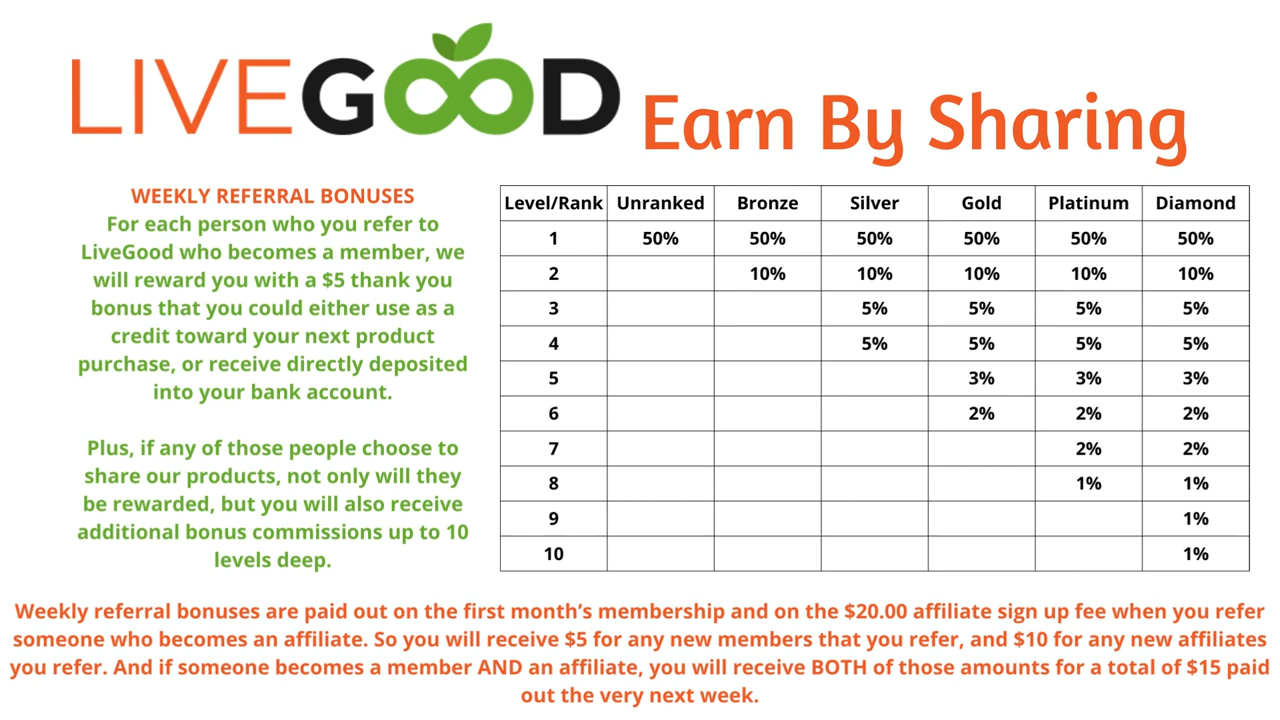 LIVEGOOD Earn By Sharing
WEEKLY REFERRAL BONUSES
For each person who you refer to
LiveGood who becomes a member, we
will reward you with a $5 thank you
bonus that you could either use as a
credit toward your next product
purchase, or receive directly deposited
into your bank account.
Plus, if any of those people choose to
share our products, not only will they
be rewarded, but you will also receive
additional bonus commissions up to 10
levels deep.
Level/Rank Unranked Bronze Silver Gold Platinum Diamond
1 50% 50% 50% 50% 50% 50%
2 10% 10% 10% 10% 10%
3 5% 5% 5% 5%
4 5% 5% 5% 5%
5 3% 3% 3%
6 2% 2% 2%
7 2% 2%
8 1% 1%
9 1%
10 1%
Weekly referral bonuses are paid out on the first month's membership and on the $20.00 affiliate sign up fee when you refer
someone who becomes an affiliate. So you will receive $5 for any new members that you refer, and $10 for any new affiliates
you refer. And if someone becomes a member AND an affiliate, you will receive BOTH of those amounts for a total of $15 paid
out the very next week.